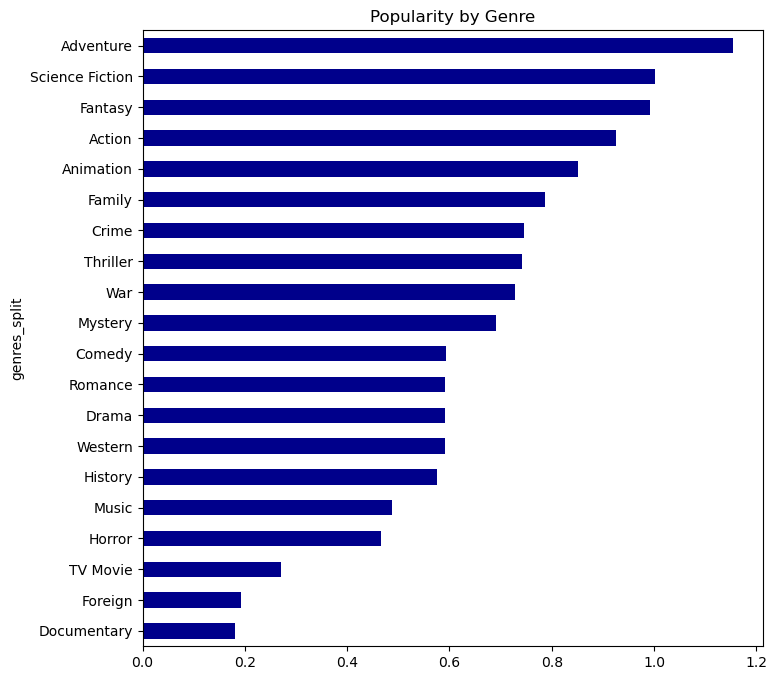 Popularity by Genre
genres_split
Adventure
Science Fiction
Fantasy
Action
Animation
Family
Crime
Thriller
War
Mystery
Comedy
Romance
Drama
Western
History
Music
Horror
TV Movie
Foreign
Documentary
0.0 0.2 0.4 0.6 0.8 1.0 1.2